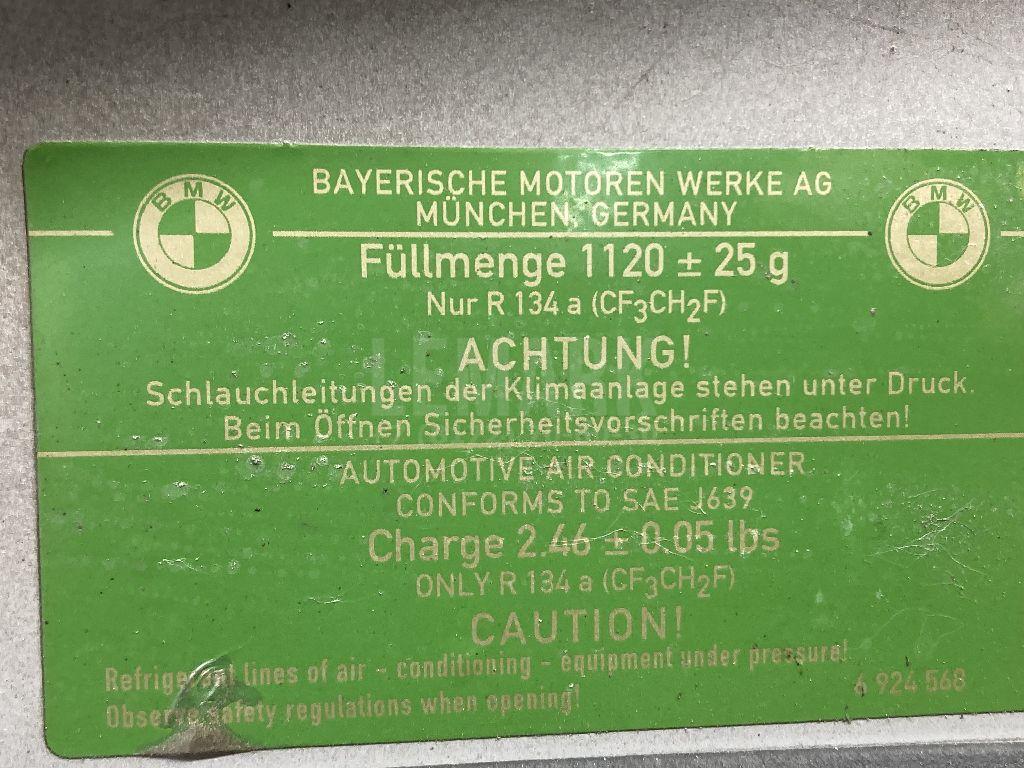 BMW
BMW
BAYERISCHE MOTOREN WERKE AG
MÜNCHEN, GERMANY
Füllmenge 1120 ± 25 g
Nur R 134 a (CF3CH2F)
ACHTUNG!
Schlauchleitungen der Klimaanlage stehen unter Druck.
Beim Öffnen Sicherheitsvorschriften beachten!
AUTOMOTIVE AIR CONDITIONER
CONFORMS TO SAE J639
Charge 2.46 ± 0.05 lbs
ONLY R 134 a (CF3CH2F)
CAUTION!
Refrigerant lines of air - conditioning - equipment under pressure!
Observe safety regulations when opening!
6 924 568